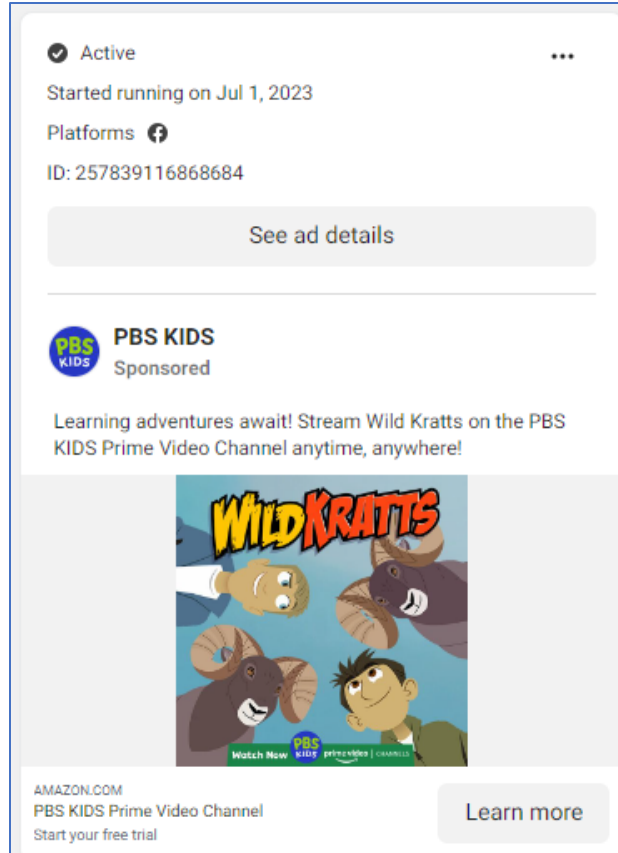 Active
Started running on Jul 1, 2023
Platforms
ID: 257839116868684
See ad details
PBS KIDS
PBS KIDS
Sponsored
Learning adventures await! Stream Wild Kratts on the PBS
KIDS Prime Video Channel anytime, anywhere!
WILD KRATTS
Watch Now PBS KIDS prime video | CHANNELS
AMAZON.COM
PBS KIDS Prime Video Channel
Start your free trial
Learn more